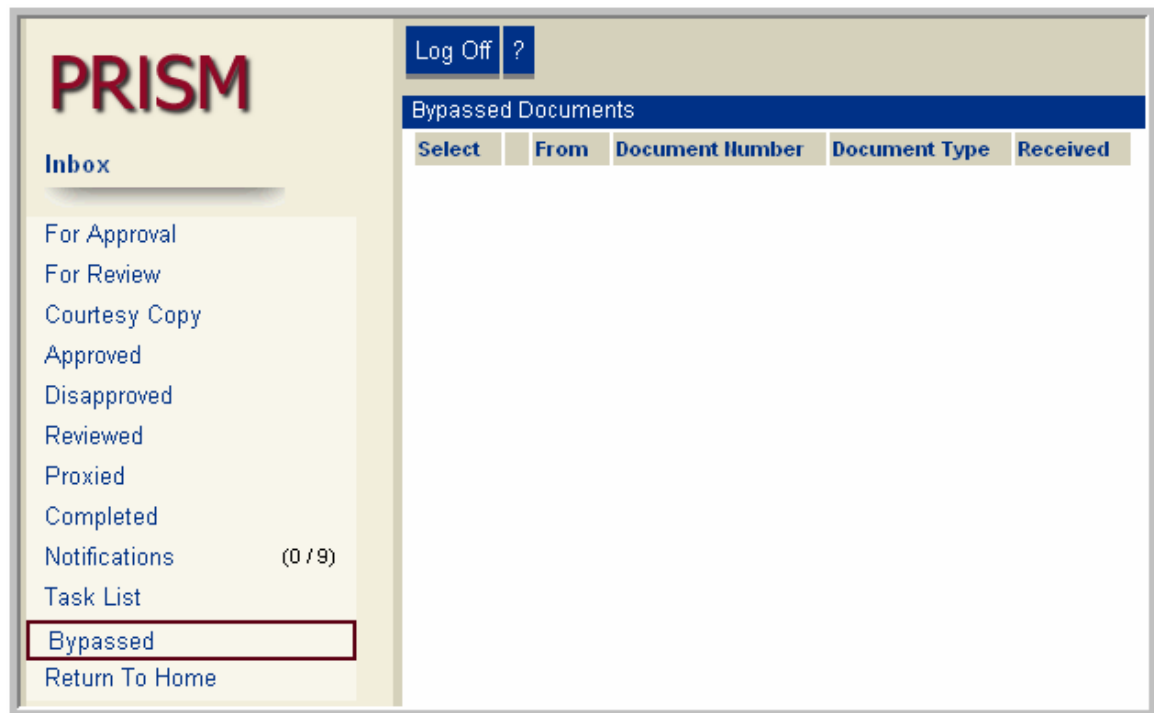 PRISM
Inbox
For Approval
For Review
Courtesy Copy
Approved
Disapproved
Reviewed
Proxied
Completed
Notifications (0 / 9)
Task List
Bypassed
Return To Home
Log Off ?
Bypassed Documents
Select From Document Number Document Type Received